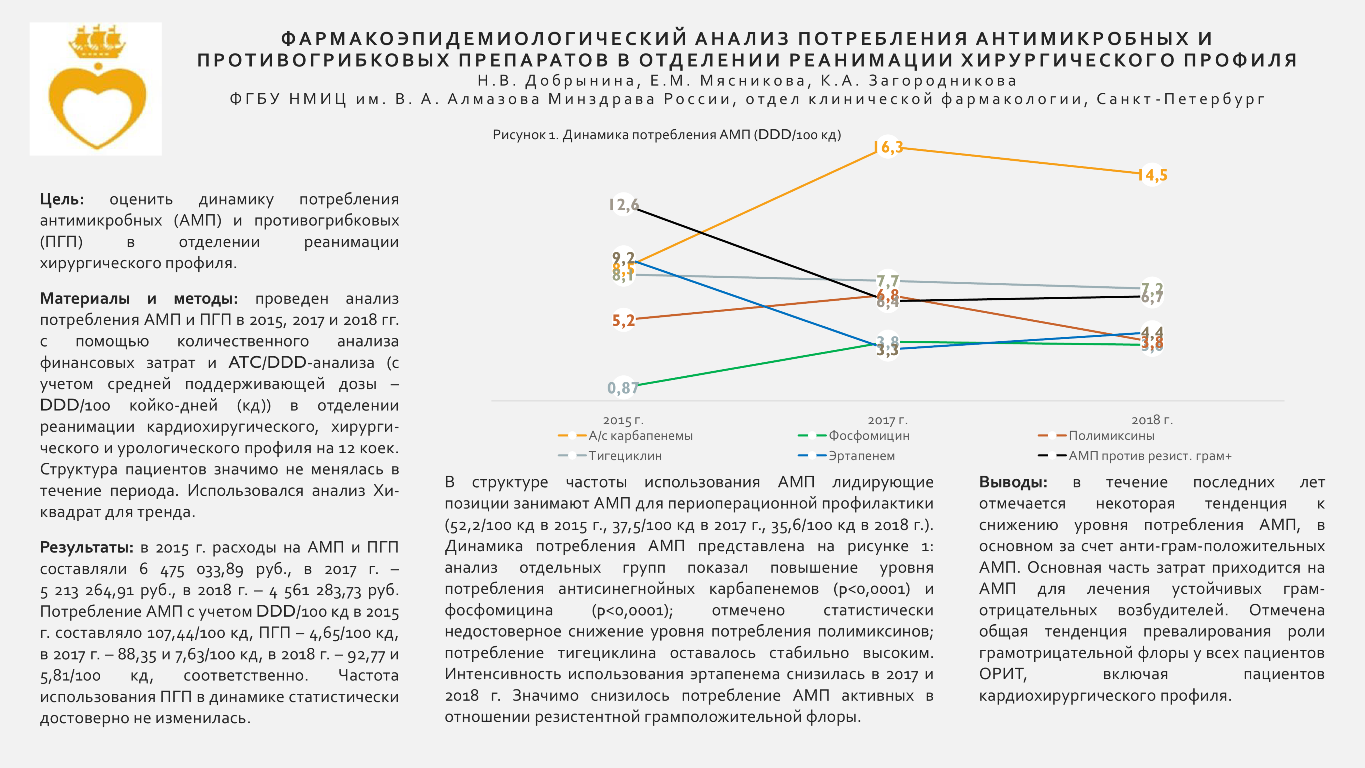 ФАРМАКОЭПИДЕМИОЛОГИЧЕСКИЙ АНАЛИЗ ПОТРЕБЛЕНИЯ АНТИМИКРОБНЫХ И
ПРОТИВОГРИБКОВЫХ ПРЕПАРАТОВ В ОТДЕЛЕНИИ РЕАНИМАЦИИ ХИРУРГИЧЕСКОГО ПРОФИЛЯ
Н.В. Добрынина, Е.М. Мясникова, К.А. Загородникова
ФГБУ НМИЦ им. В. А. Алмазова Минздрава России, отдел клинической фармакологии, Санкт-Петербург
Цель: оценить динамику потребления
антимикробных (АМП) и противогрибковых
(ПГП) в отделении реанимации
хирургического профиля.
Материалы и методы: проведен анализ
потребления АМП и ПГП в 2015, 2017 и 2018 гг.
с помощью количественного анализа
финансовых затрат и ATC/DDD-анализа (с
учетом средней поддерживающей дозы –
DDD/100 койко-дней (кд)) в отделении
реанимации кардиохиругического, хирурги-
ческого и урологического профиля на 12 коек.
Структура пациентов значимо не менялась в
течение периода. Использовался анализ Хи-
квадрат для тренда.
Результаты: в 2015 г. расходы на АМП и ПГП
составляли 6 475 033,89 руб., в 2017 г. –
5 213 264,91 руб., в 2018 г. – 4 561 283,73 руб.
Потребление АМП с учетом DDD/100 кд в 2015
г. составляло 107,44/100 кд, ПГП – 4,65/100 кд,
в 2017 г. – 88,35 и 7,63/100 кд, в 2018 г. – 92,77 и
5,81/100 кд, соответственно. Частота
использования ПГП в динамике статистически
достоверно не изменилась.
Рисунок 1. Динамика потребления АМП (DDD/100 кд)
16,3
14,5
12,6
9,2
8,5
8,1
7,7
7,2
6,8
6,4
6,7
5,2
3,8
3,3
4,4
3,8
3,6
0,87
2015 г. 2017 г. 2018 г.
А/с карбапенемы Фосфомицин Полимиксины
Тигециклин Эртапенем АМП против резист. грам+
В структуре частоты использования АМП лидирующие
позиции занимают АМП для периоперационной профилактики
(52,2/100 кд в 2015 г., 37,5/100 кд в 2017 г., 35,6/100 кд в 2018 г.).
Динамика потребления АМП представлена на рисунке 1:
анализ отдельных групп показал повышение уровня
потребления антисинегнойных карбапенемов (p<0,0001) и
фосфомицина (p<0,0001); отмечено статистически
недостоверное снижение уровня потребления полимиксинов;
потребление тигециклина оставалось стабильно высоким.
Интенсивность использования эртапенема снизилась в 2017 и
2018 г. Значимо снизилось потребление АМП активных в
отношении резистентной грамположительной флоры.
Выводы: в течение последних лет
отмечается некоторая тенденция к
снижению уровня потребления АМП, в
основном за счет анти-грам-положительных
АМП. Основная часть затрат приходится на
АМП для лечения устойчивых грам-
отрицательных возбудителей. Отмечена
общая тенденция превалирования роли
грамотрицательной флоры у всех пациентов
ОРИТ, включая пациентов
кардиохирургического профиля.